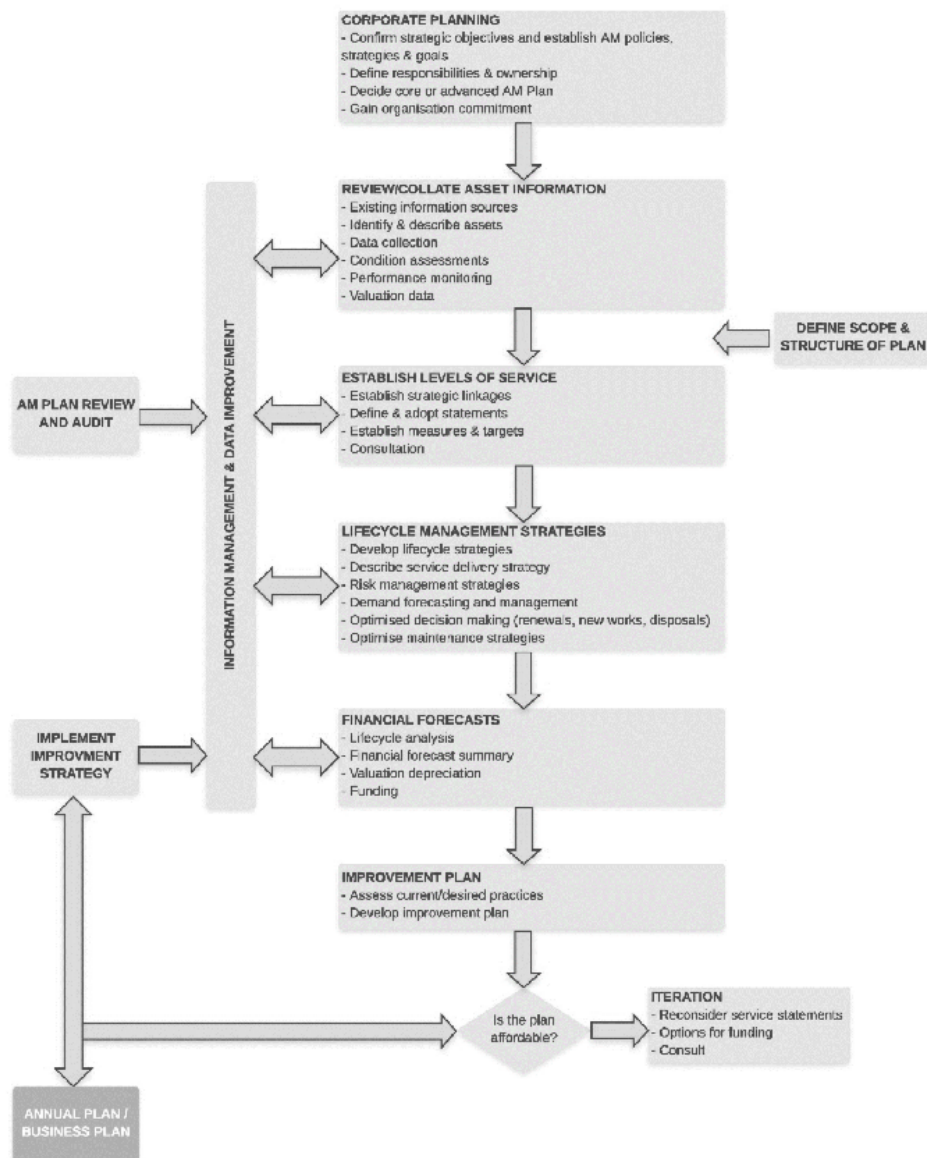 CORPORATE PLANNING
- Confirm strategic objectives and establish AM policies,
strategies & goals
- Define responsibilities & ownership
- Decide core or advanced AM Plan
- Gain organisation commitment
REVIEW/COLLATE ASSET INFORMATION
- Existing information sources
- Identify & describe assets
- Data collection
- Condition assessments
- Performance monitoring
- Valuation data
DEFINE SCOPE &
STRUCTURE OF PLAN
INFORMATION MANAGEMENT & DATA IMPROVEMENT
AM PLAN REVIEW
AND AUDIT
ESTABLISH LEVELS OF SERVICE
- Establish strategic linkages
- Define & adopt statements
- Establish measures & targets
- Consultation
LIFECYCLE MANAGEMENT STRATEGIES
- Develop lifecycle strategies
- Describe service delivery strategy
- Risk management strategies
- Demand forecasting and management
- Optimised decision making (renewals, new works, disposals)
- Optimise maintenance strategies
IMPLEMENT
IMPROVMENT
STRATEGY
FINANCIAL FORECASTS
- Lifecycle analysis
- Financial forecast summary
- Valuation depreciation
- Funding
IMPROVEMENT PLAN
- Assess current/desired practices
- Develop improvement plan
Is the plan
affordable?
ITERATION
- Reconsider service statements
- Options for funding
- Consult
ANNUAL PLAN /
BUSINESS PLAN